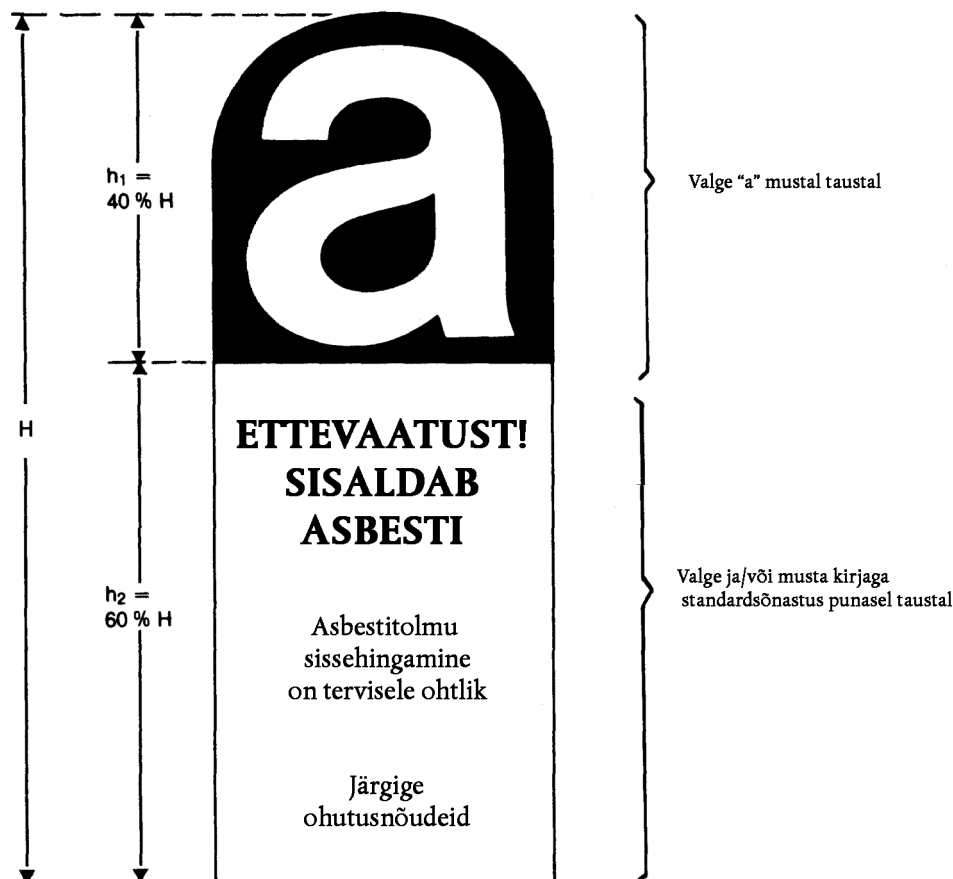 a
h₁ =
40 % H
Valge “a” mustal taustal
H
ETTEVAATUST!
SISALDAB
ASBESTI
h₂ =
60 % H
Valge ja/või musta kirjaga
standardsõnastus punasel taustal
Asbestitolmu
sissehingamine
on tervisele ohtlik
Järgige
ohutusnõudeid